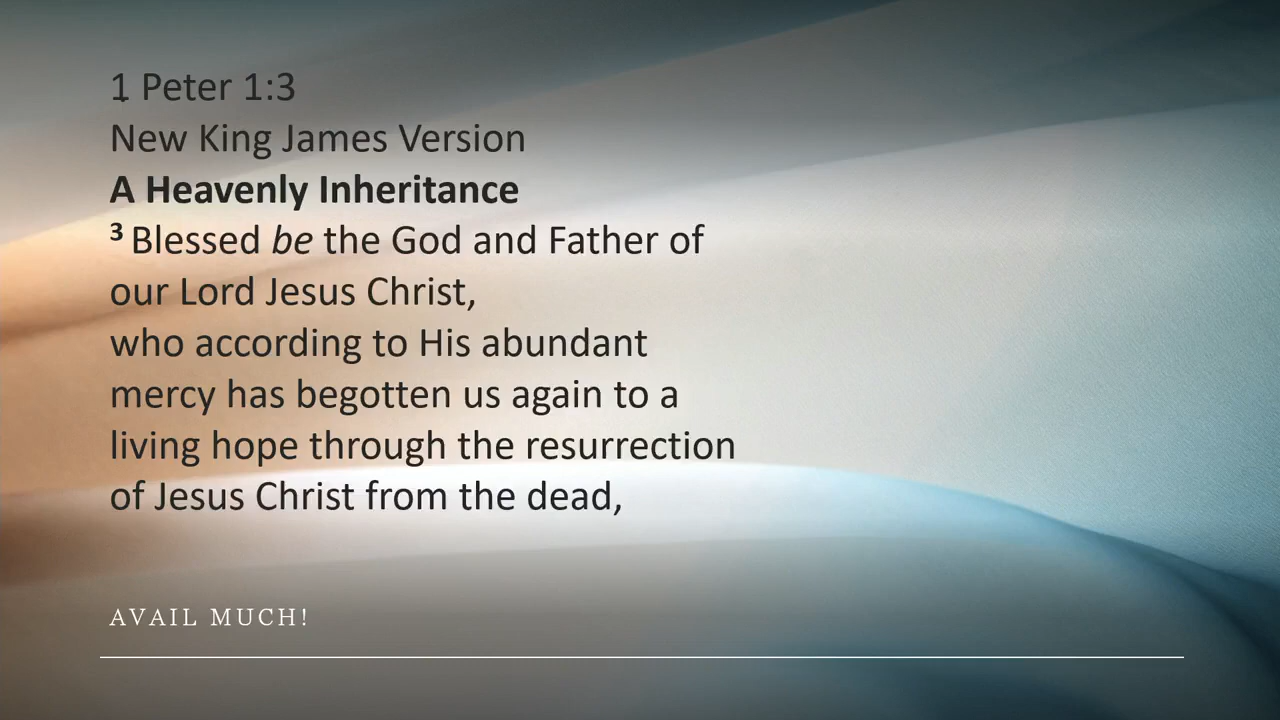 1 Peter 1:3
New King James Version
A Heavenly Inheritance
3 Blessed be the God and Father of
our Lord Jesus Christ,
who according to His abundant
mercy has begotten us again to a
living hope through the resurrection
of Jesus Christ from the dead,
AVAIL MUCH!